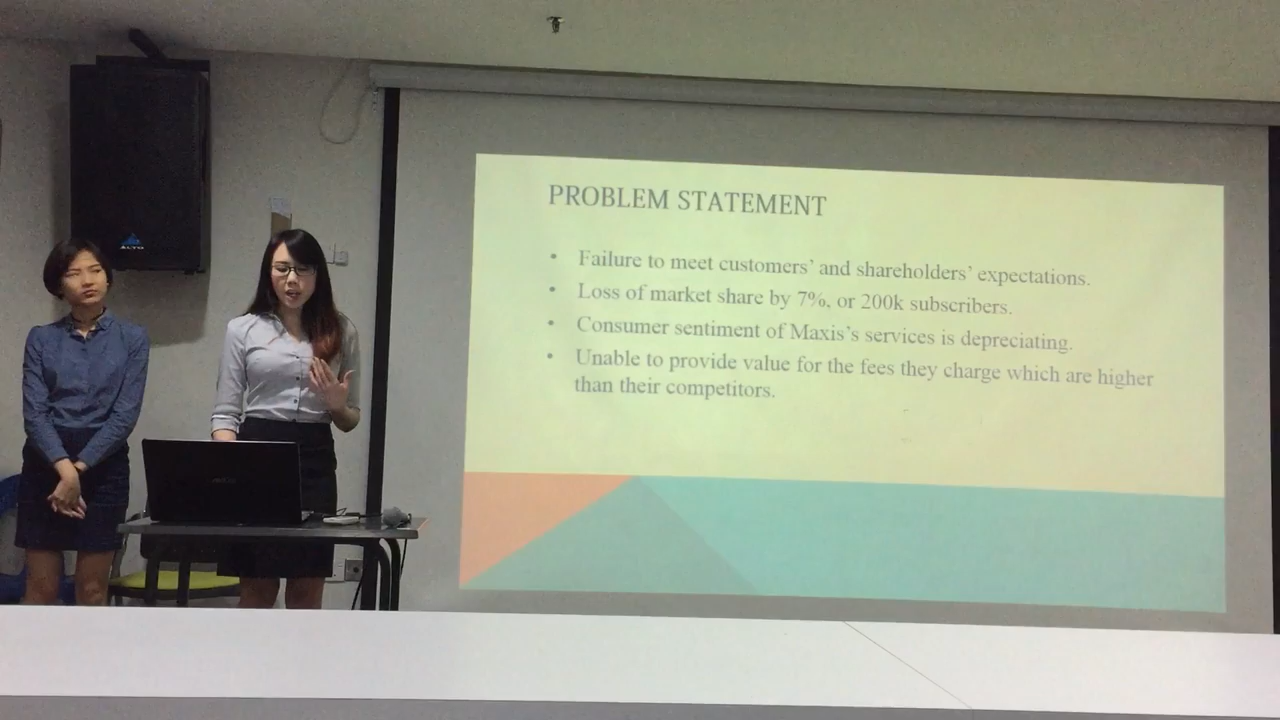 ALTO
PROBLEM STATEMENT
• Failure to meet customers' and shareholders' expectations.
• Loss of market share by 7%, or 200k subscribers.
• Consumer sentiment of Maxis's services is depreciating.
• Unable to provide value for the fees they charge which are higher
than their competitors.